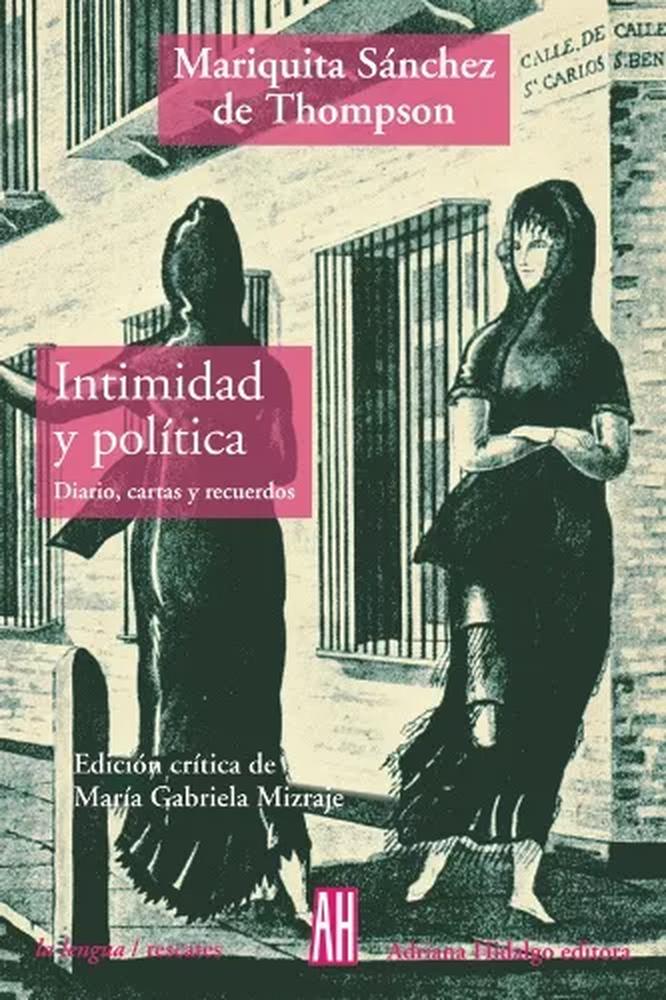 Mariquita Sánchez
de Thompson
CALLE, DE
S.ⁿ CARLOS
CALLE
S. BEN
Intimidad
y política
Diario, cartas y recuerdos
Edición crítica de
María Gabriela Mizraje
la lengua / rescates
AH
Adriana Hidalgo editora